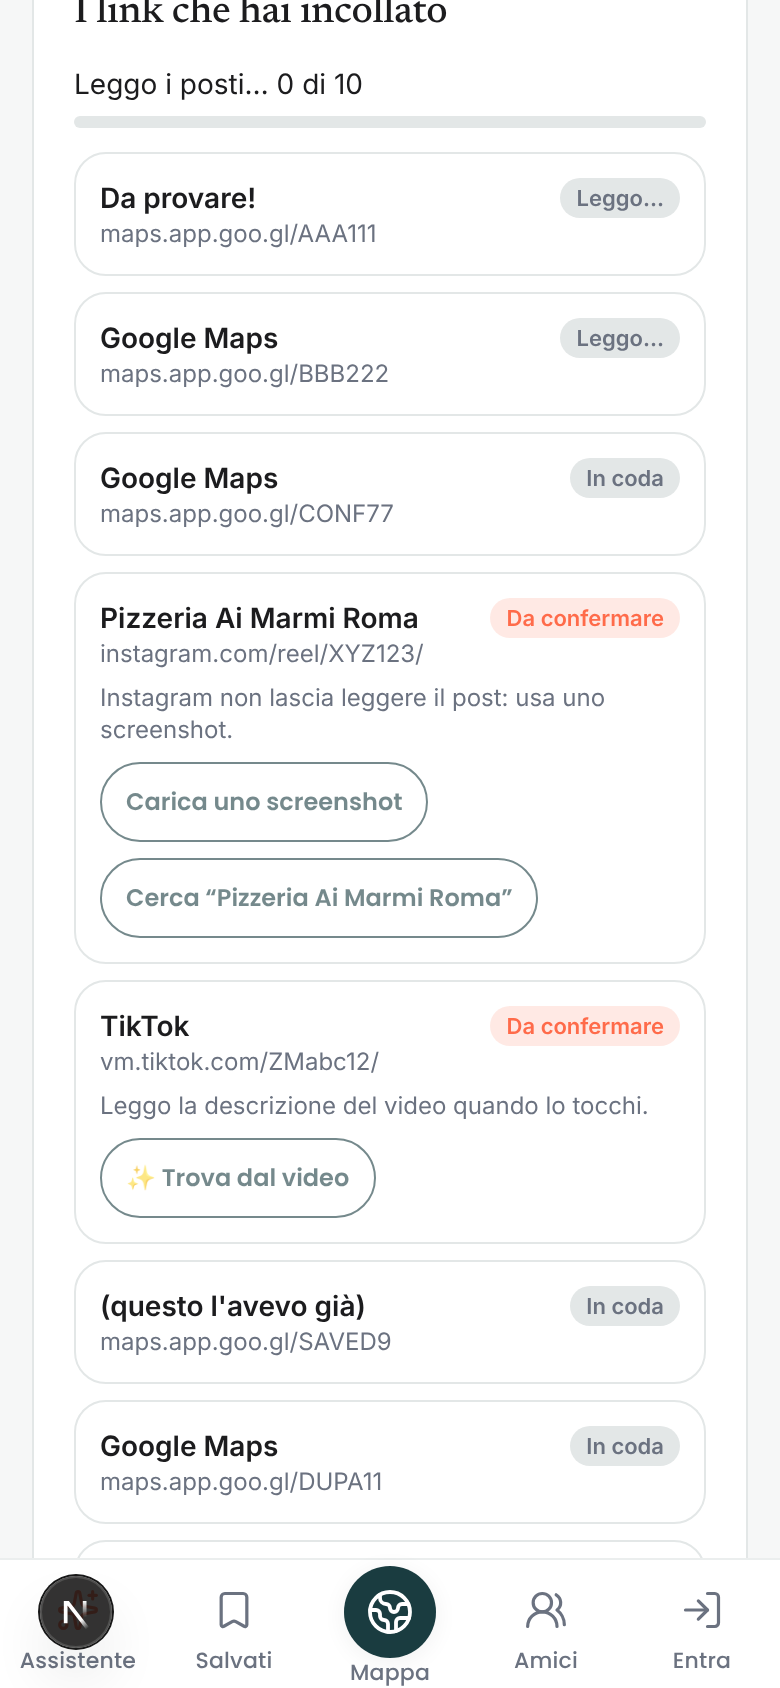 I link che hai incollato
Leggo i posti… 0 di 10
Da provare!
Leggo…
maps.app.goo.gl/AAA111
Google Maps
Leggo…
maps.app.goo.gl/BBB222
Google Maps
In coda
maps.app.goo.gl/CONF77
Pizzeria Ai Marmi Roma
Da confermare
instagram.com/reel/XYZ123/
Instagram non lascia leggere il post: usa uno
screenshot.
Carica uno screenshot
Cerca “Pizzeria Ai Marmi Roma”
TikTok
Da confermare
vm.tiktok.com/ZMabc12/
Leggo la descrizione del video quando lo tocchi.
✨ Trova dal video
(questo l'avevo già)
In coda
maps.app.goo.gl/SAVED9
Google Maps
In coda
maps.app.goo.gl/DUPA11
N
Assistente
Salvati
Mappa
Amici
Entra